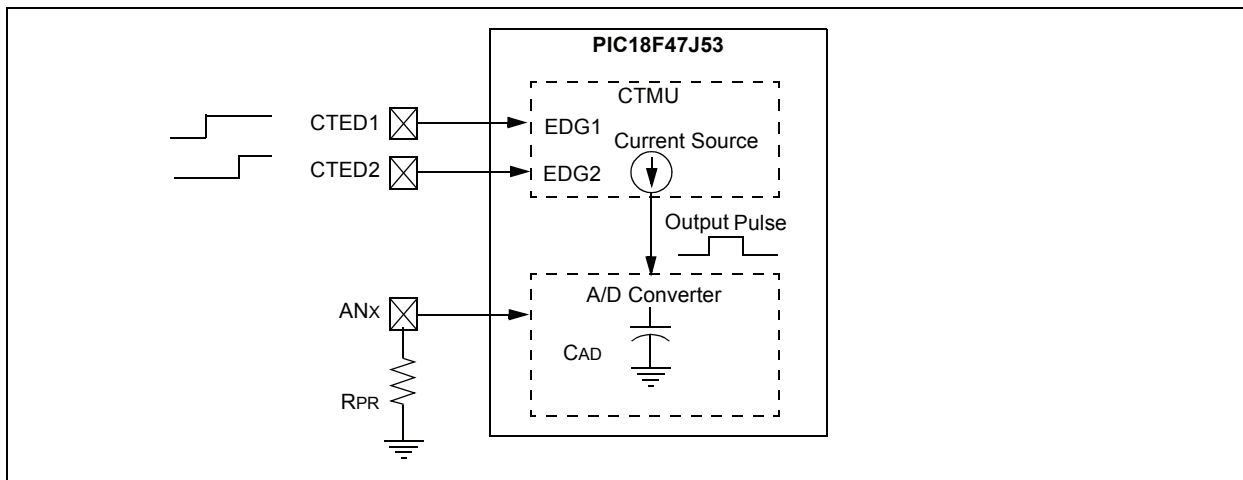 PIC18F47J53
CTMU
CTED1
EDG1
Current Source
CTED2
EDG2
Output Pulse
A/D Converter
ANX
CAD
RPR